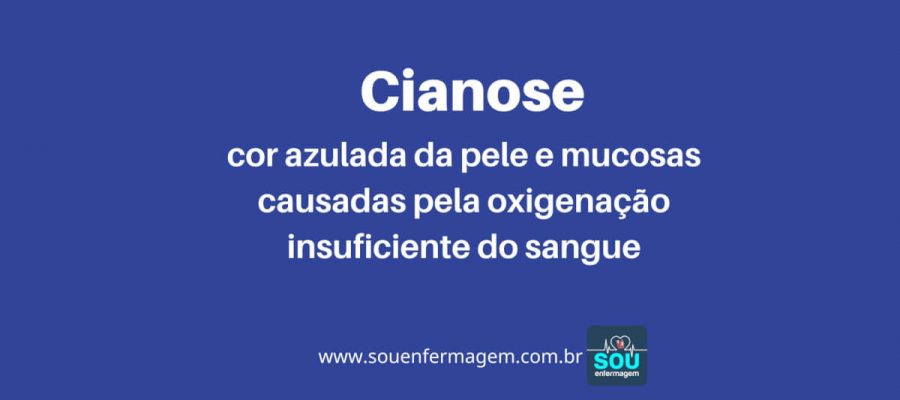 Cianose
cor azulada da pele e mucosas
causadas pela oxigenação
insuficiente do sangue
www.souenfermagem.com.br
SOU
enfermagem